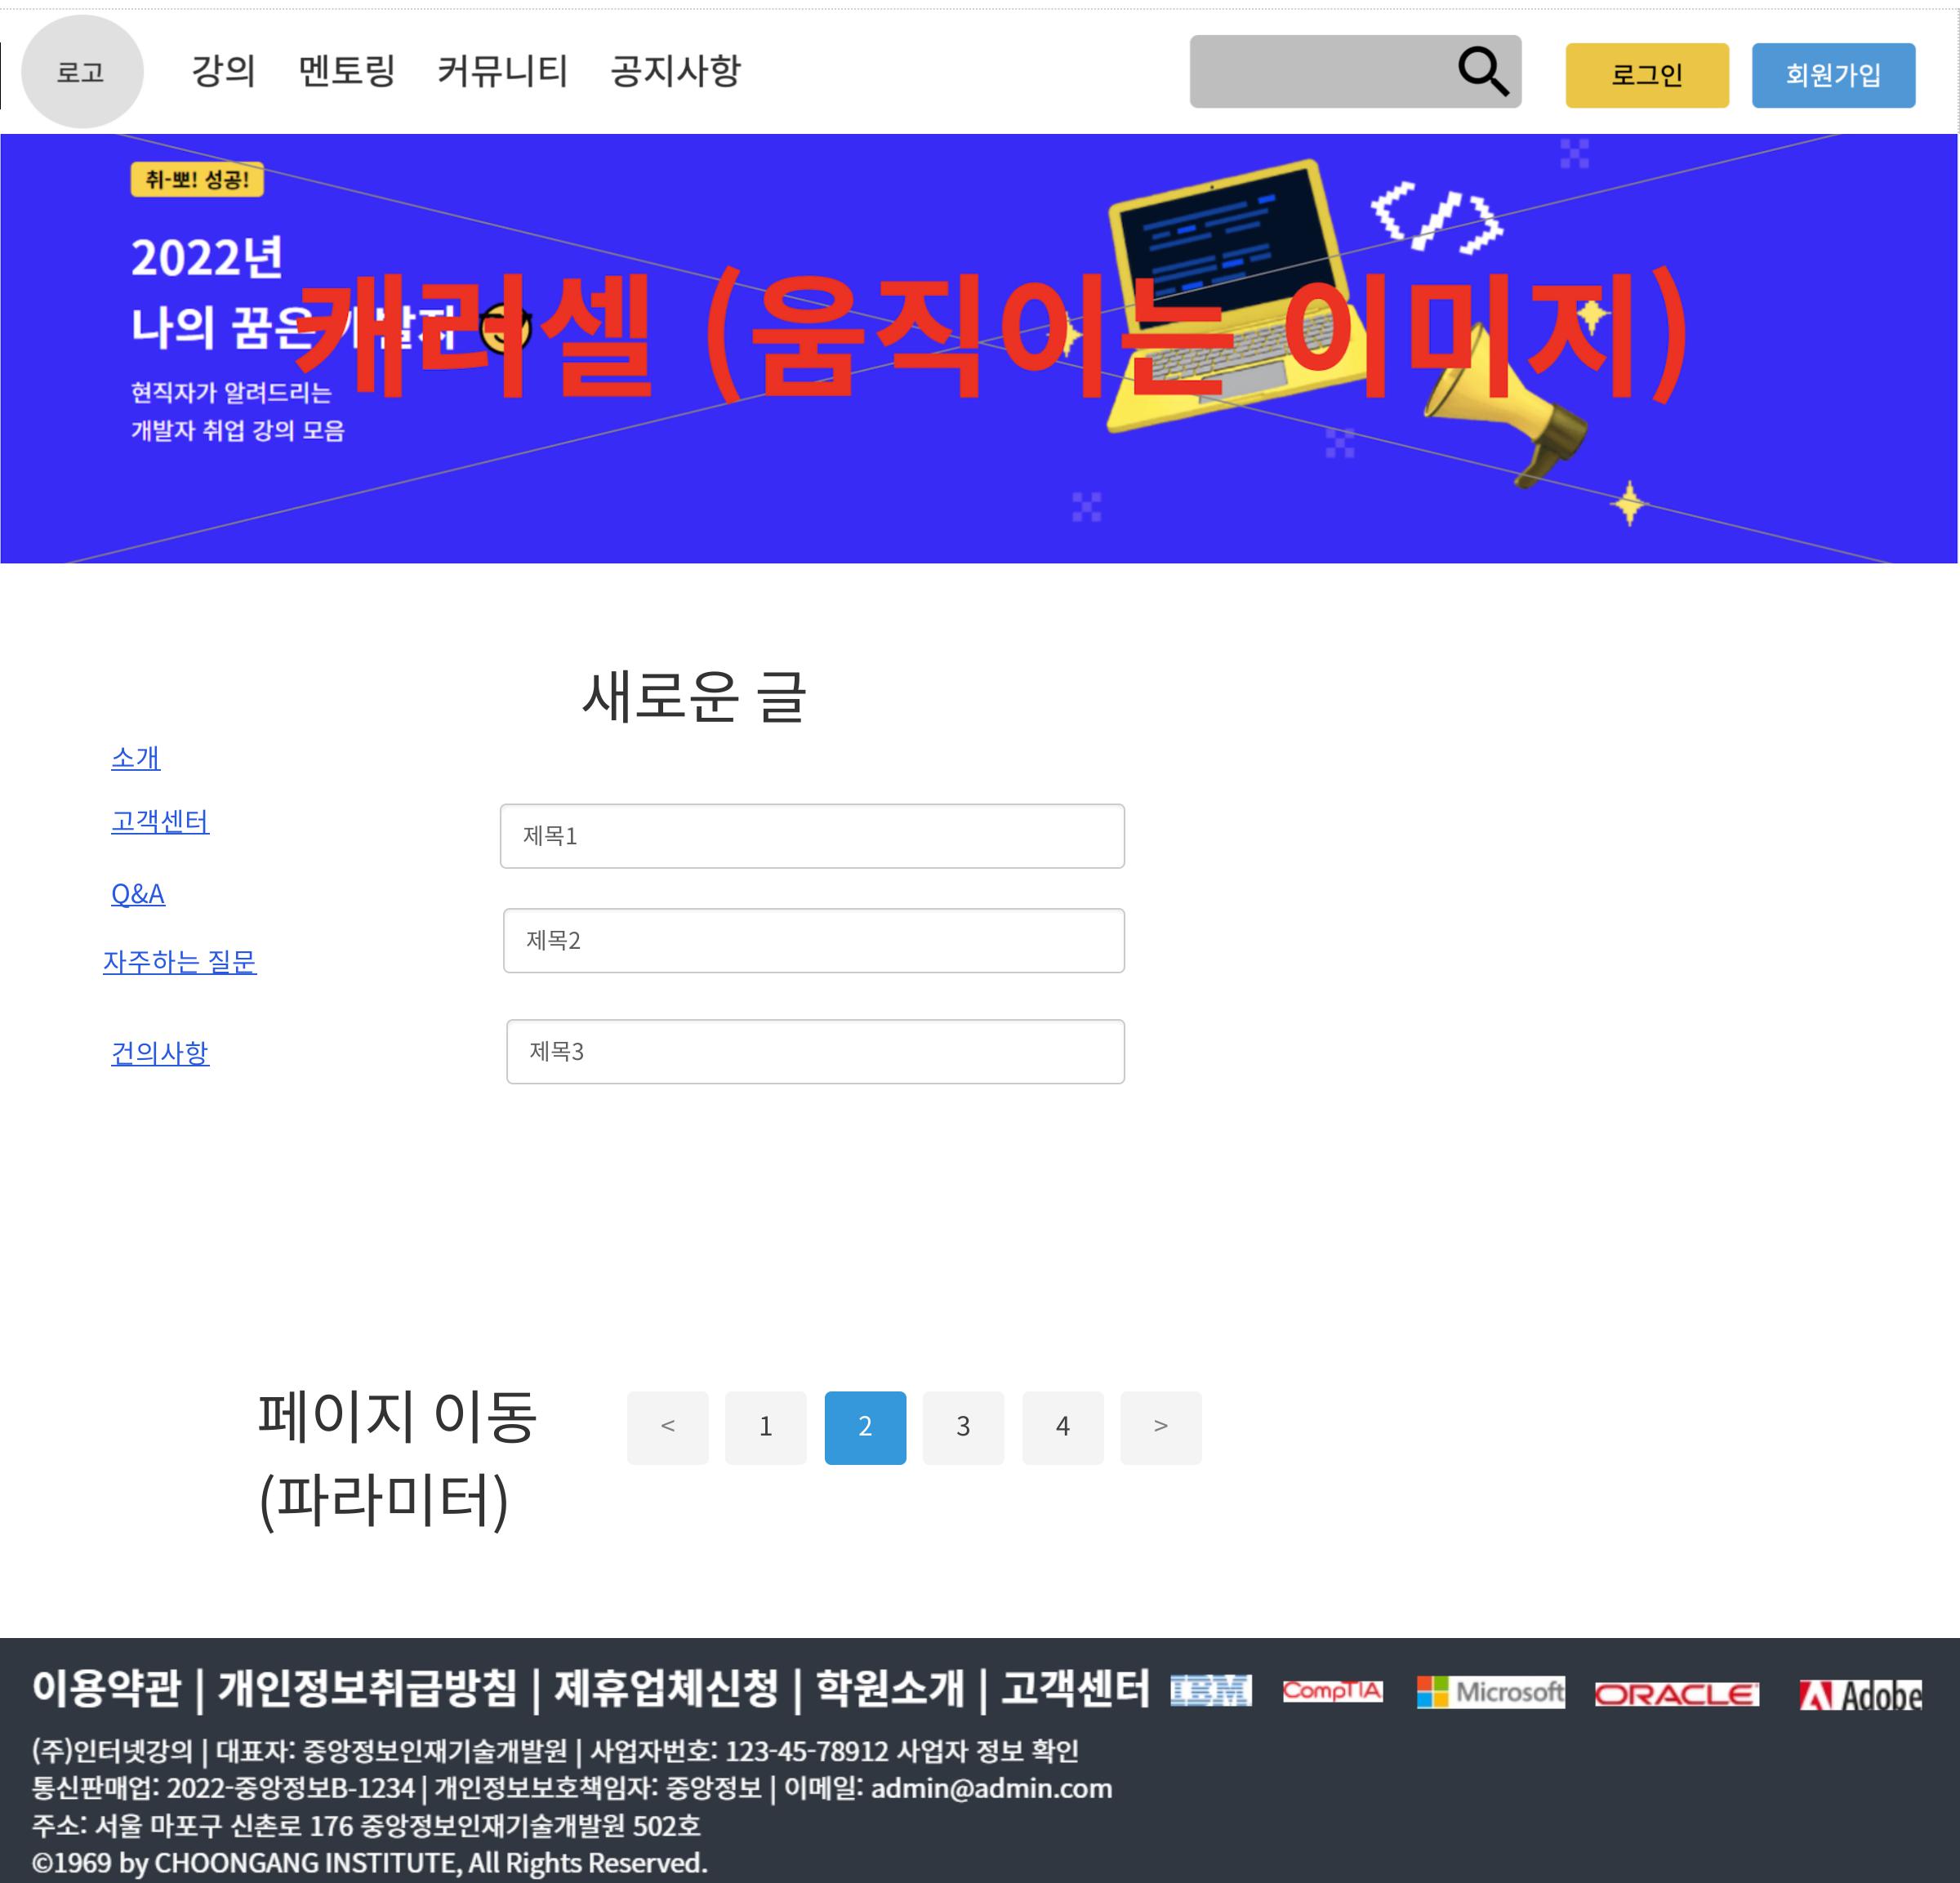 로고
강의 멘토링 커뮤니티 공지사항
로그인 회원가입
취-뽀! 성공!
2022년
나의 꿈은
캐러셀 (움직이는 이미지)
현직자가 알려드리는
개발자 취업 강의 모음
새로운 글
소개
고객센터
Q&A
자주하는 질문
건의사항
제목1
제목2
제목3
페이지 이동
(파라미터)
< 1 2 3 4 >
이용약관 | 개인정보취급방침 | 제휴업체신청 | 학원소개 | 고객센터 IBM CompTIA Microsoft ORACLE Adobe
(주)인터넷강의 | 대표자: 중앙정보인재기술개발원 | 사업자번호: 123-45-78912 사업자 정보 확인
통신판매업: 2022-중앙정보B-1234 | 개인정보보호책임자: 중앙정보 | 이메일: admin@admin.com
주소: 서울 마포구 신촌로 176 중앙정보인재기술개발원 502호
©1969 by CHOONGANG INSTITUTE, All Rights Reserved.